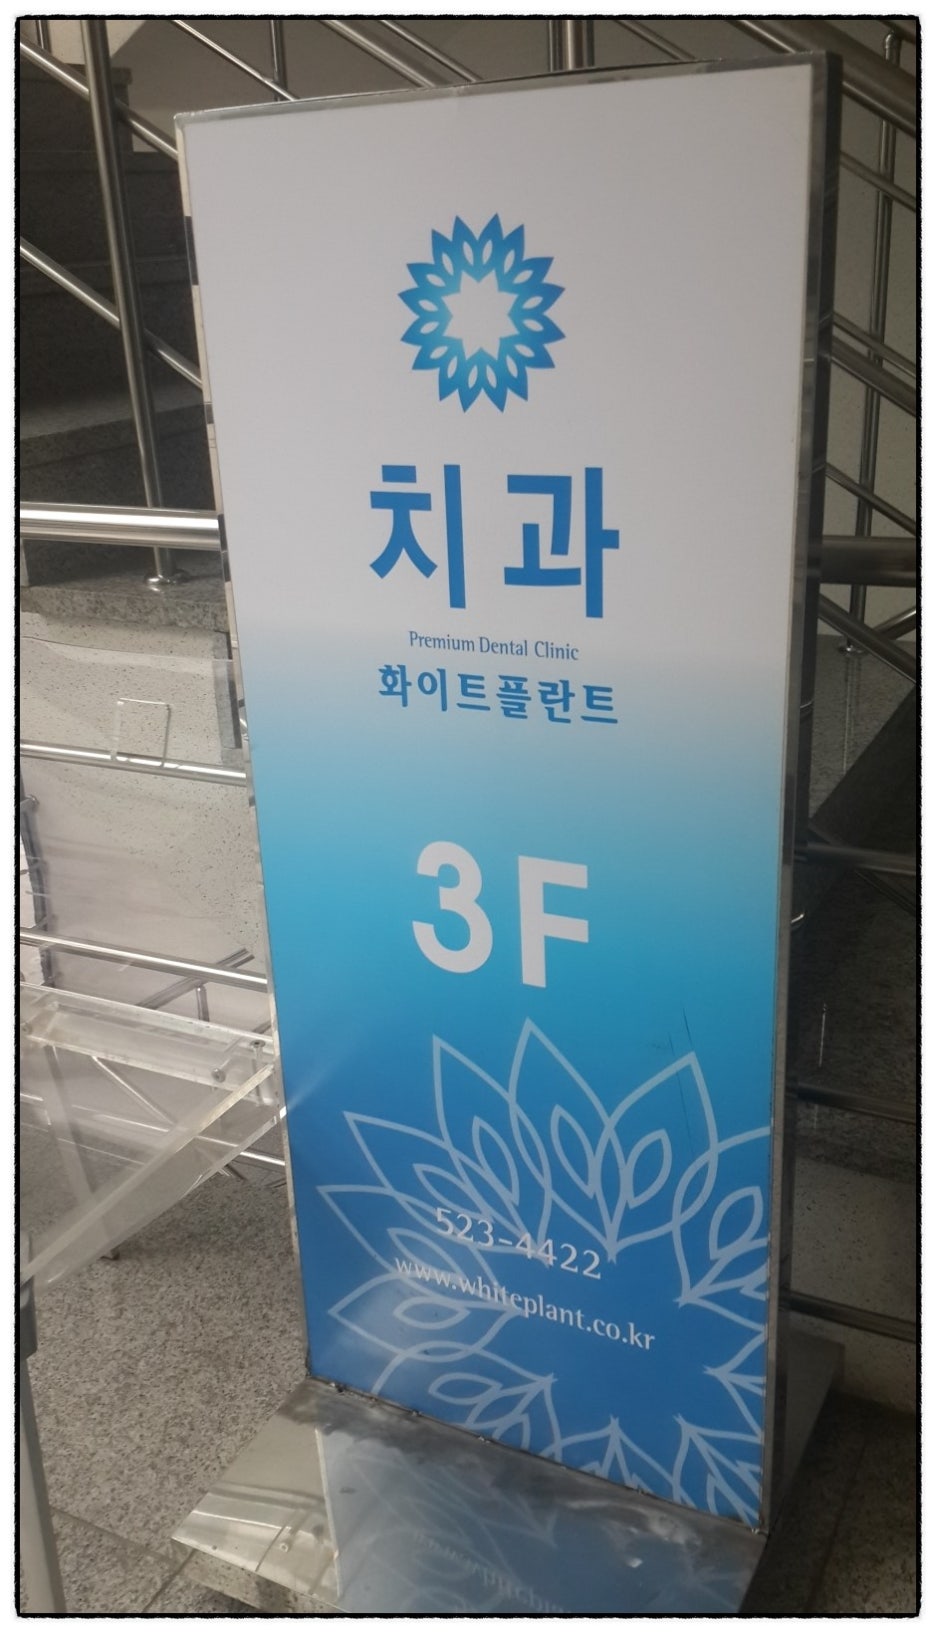 치과
Premium Dental Clinic
화이트플란트
3F
523-4422
www.whiteplant.co.kr